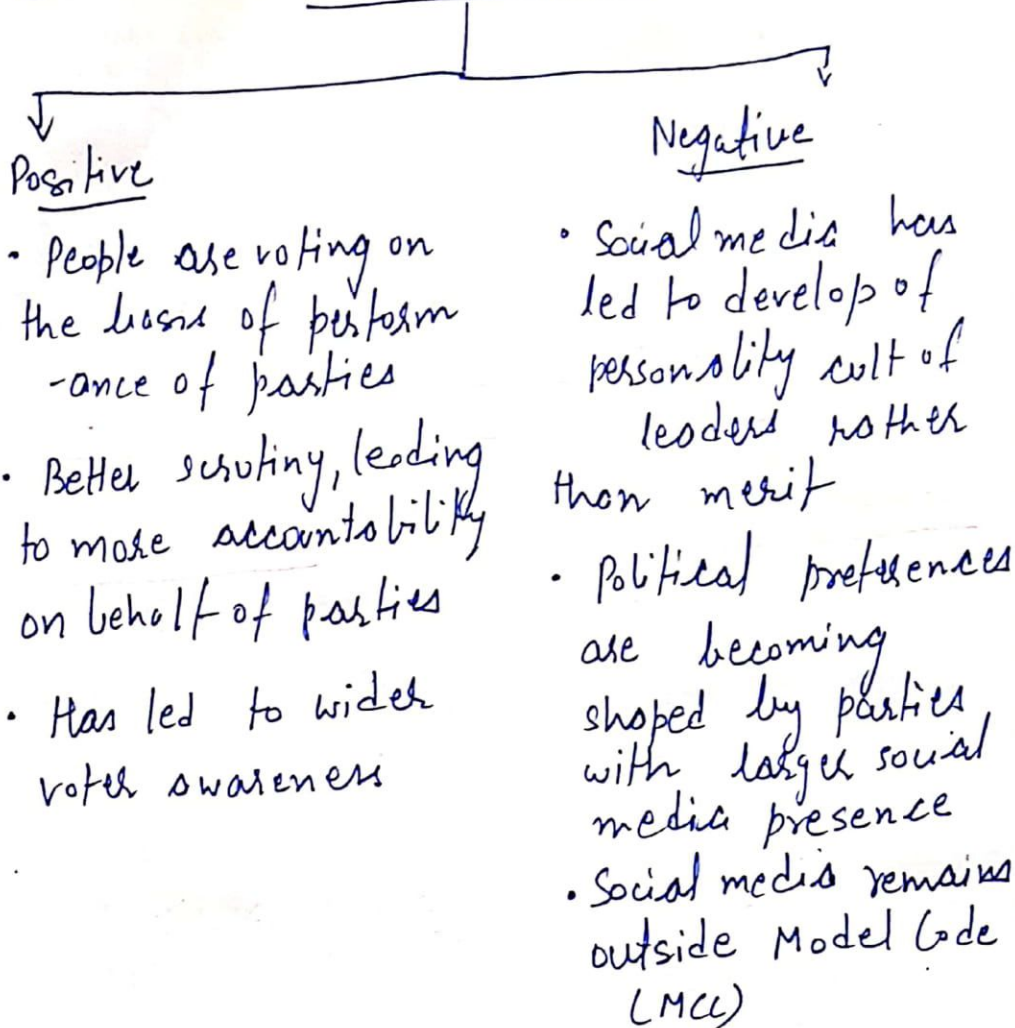 Positive
• People are voting on
the basis of perform
-ance of parties
• Better scrutiny, leading
to more accountability
on behalf of parties
• Has led to wider
voter awareness
Negative
• Social media has
led to develop of
personality cult of
leaders rather
than merit
• Political preferences
are becoming
shaped by parties
with larger social
media presence
• Social media remains
outside Model Code
(MCC)